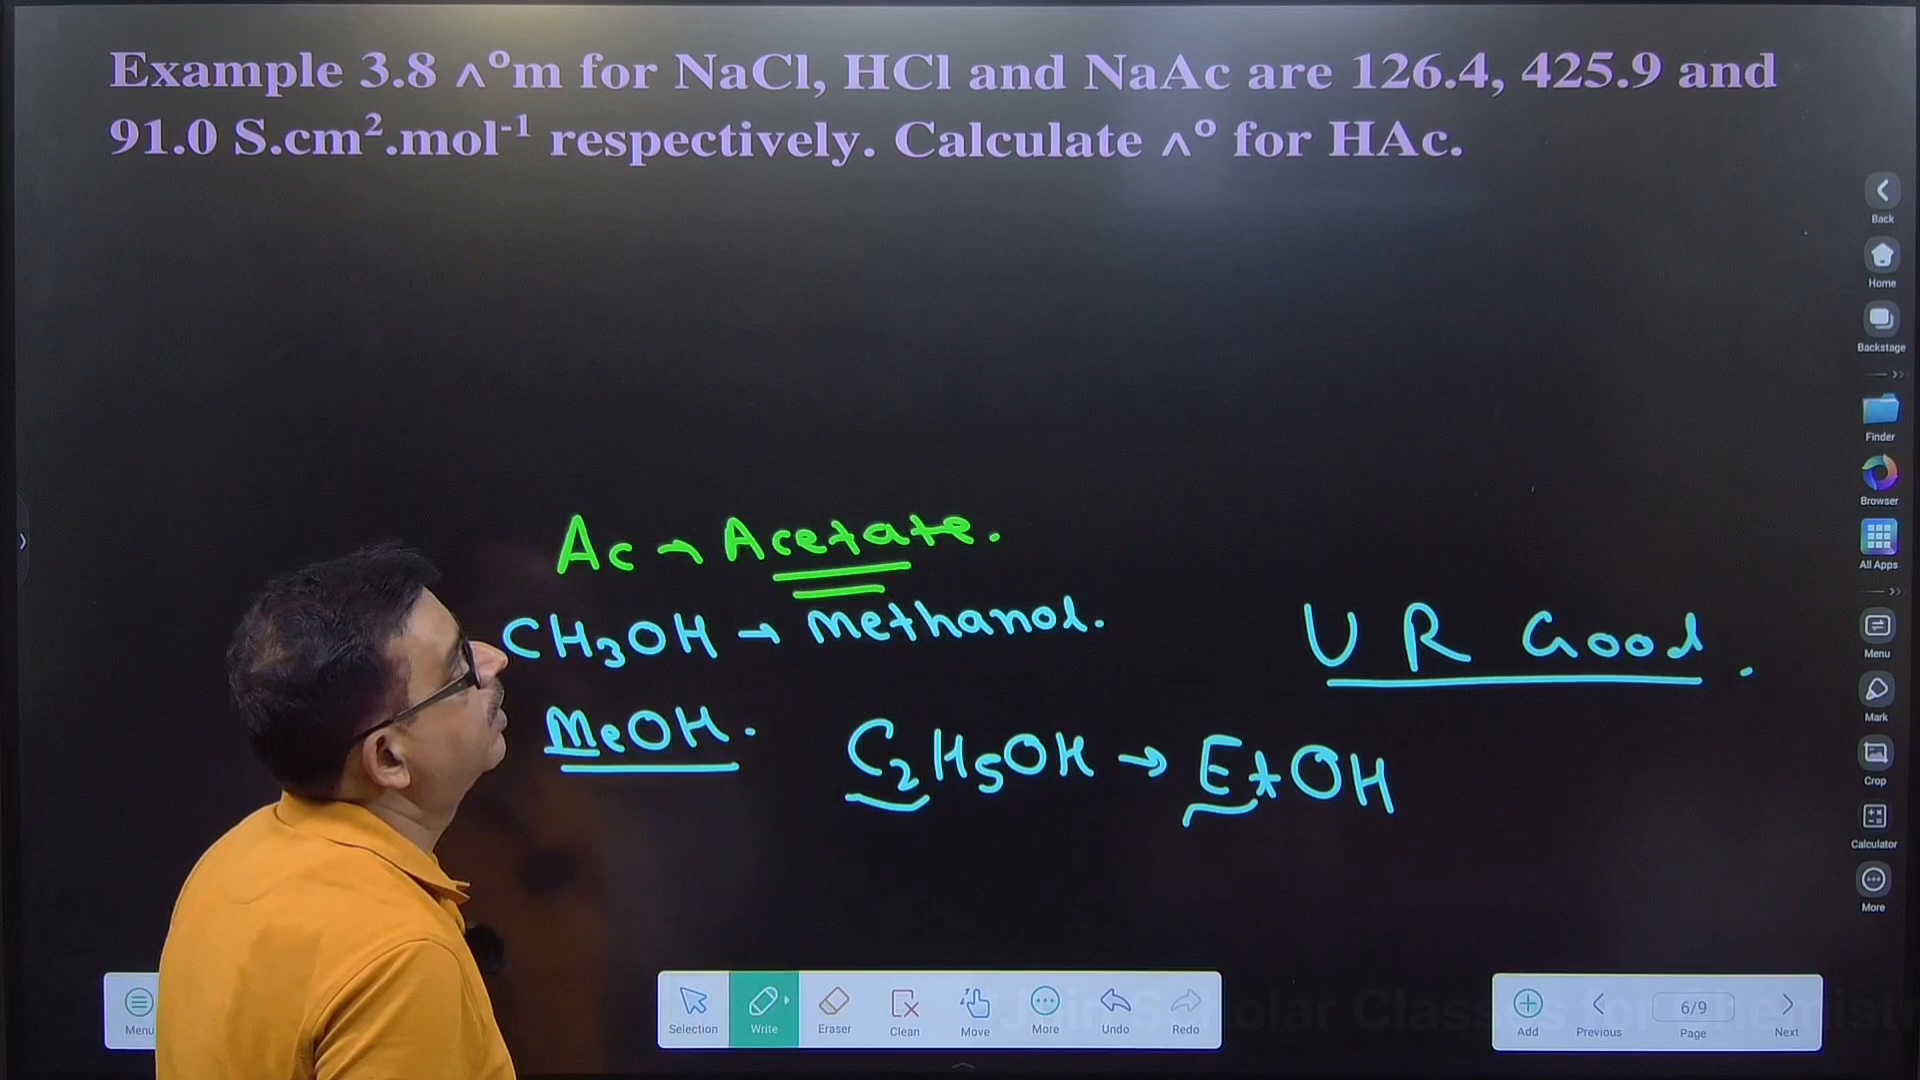 Example 3.8 ∧ºm for NaCl, HCl and NaAc are 126.4, 425.9 and
91.0 S.cm².mol⁻¹ respectively. Calculate ∧º for HAc.
Back
Home
Backstage
Finder
Browser
All Apps
Menu
Mark
Crop
Calculator
More
Ac → Acetate.
CH₃OH → methanol.
U R Good.
MeOH.
C₂H₅OH → EtOH
Menu
Selection
Write
Eraser
Clean
Move
More
Undo
Redo
Add
Previous
6/9
Page
Next